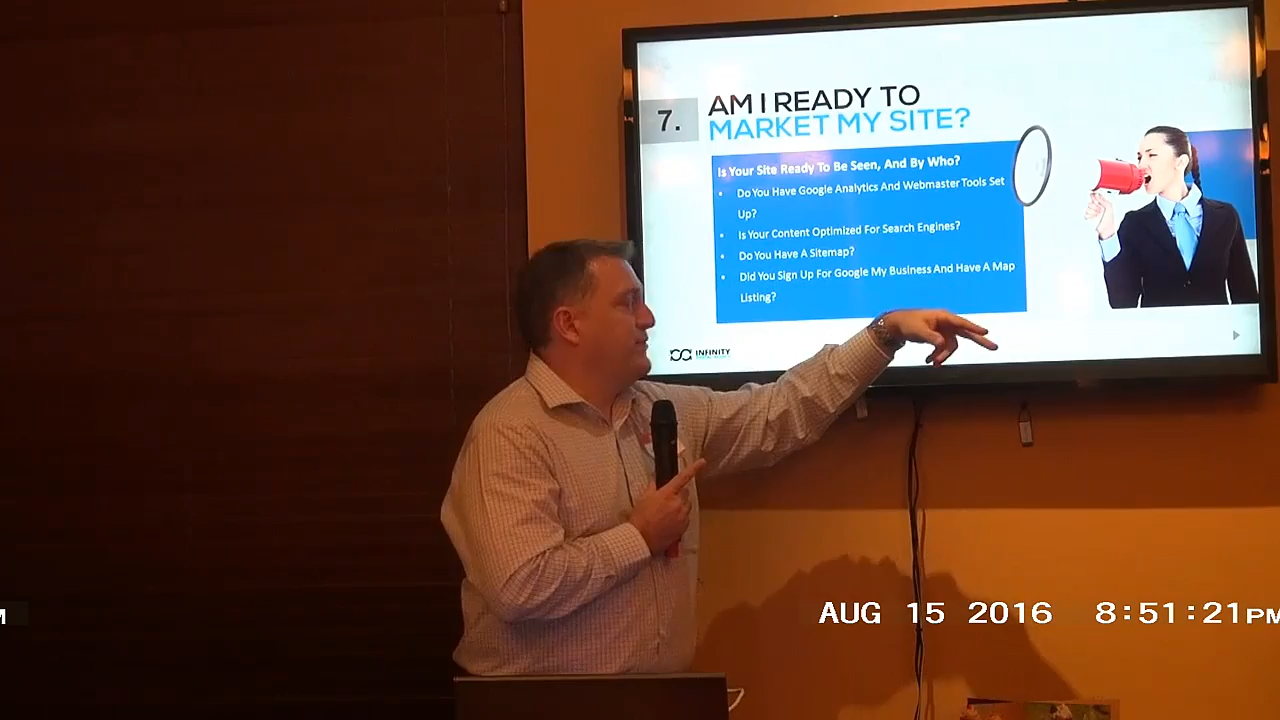 7.
AM I READY TO
MARKET MY SITE?
Is Your Site Ready To Be Seen, And By Who?
• Do You Have Google Analytics And Webmaster Tools Set
Up?
• Is Your Content Optimized For Search Engines?
• Do You Have A Sitemap?
• Did You Sign Up For Google My Business And Have A Map
Listing?
INFINITY
AUG 15 2016 8:51:21PM
M